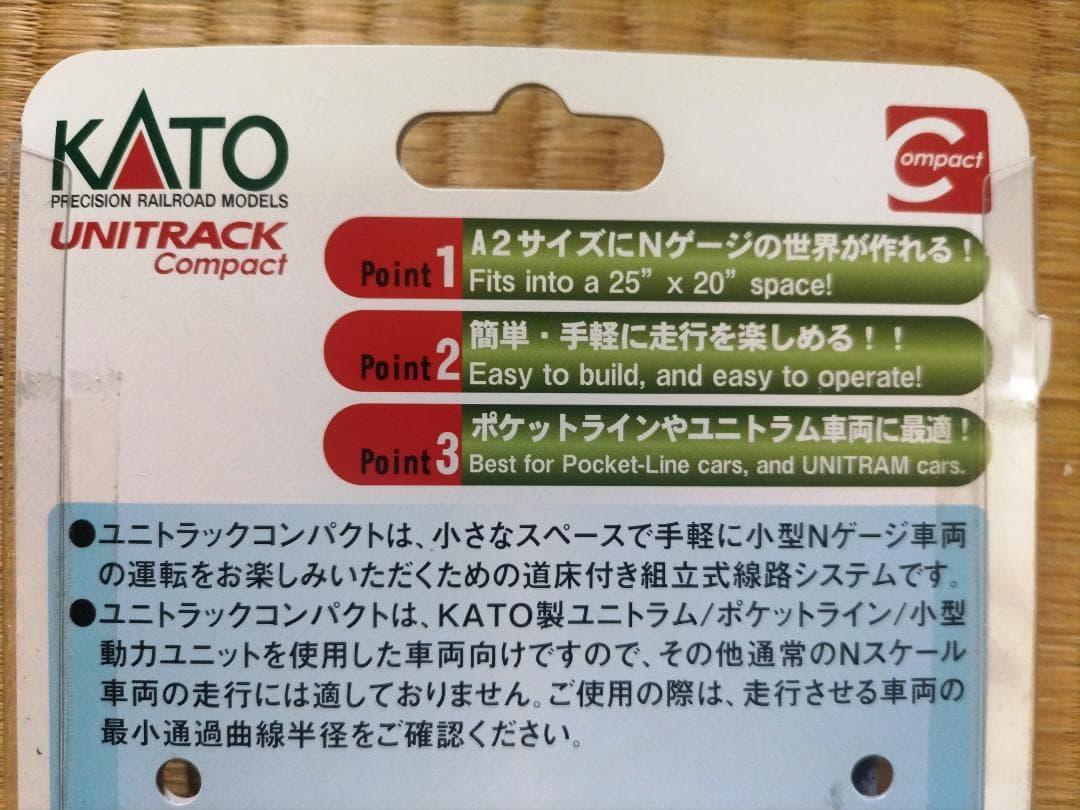 KATO
PRECISION RAILROAD MODELS
UNITRACK
Compact
Compact
Point 1
A2サイズにNゲージの世界が作れる！
Fits into a 25” x 20” space!
Point 2
簡単・手軽に走行を楽しめる！！
Easy to build, and easy to operate!
Point 3
ポケットラインやユニトラム車両に最適！
Best for Pocket-Line cars, and UNITRAM cars.
●ユニトラックコンパクトは、小さなスペースで手軽に小型Nゲージ車両
の運転をお楽しみいただくための道床付き組立式線路システムです。
●ユニトラックコンパクトは、KATO製ユニトラム/ポケットライン/小型
動力ユニットを使用した車両向けですので、その他通常のNスケール
車両の走行には適しておりません。ご使用の際は、走行させる車両の
最小通過曲線半径をご確認ください。